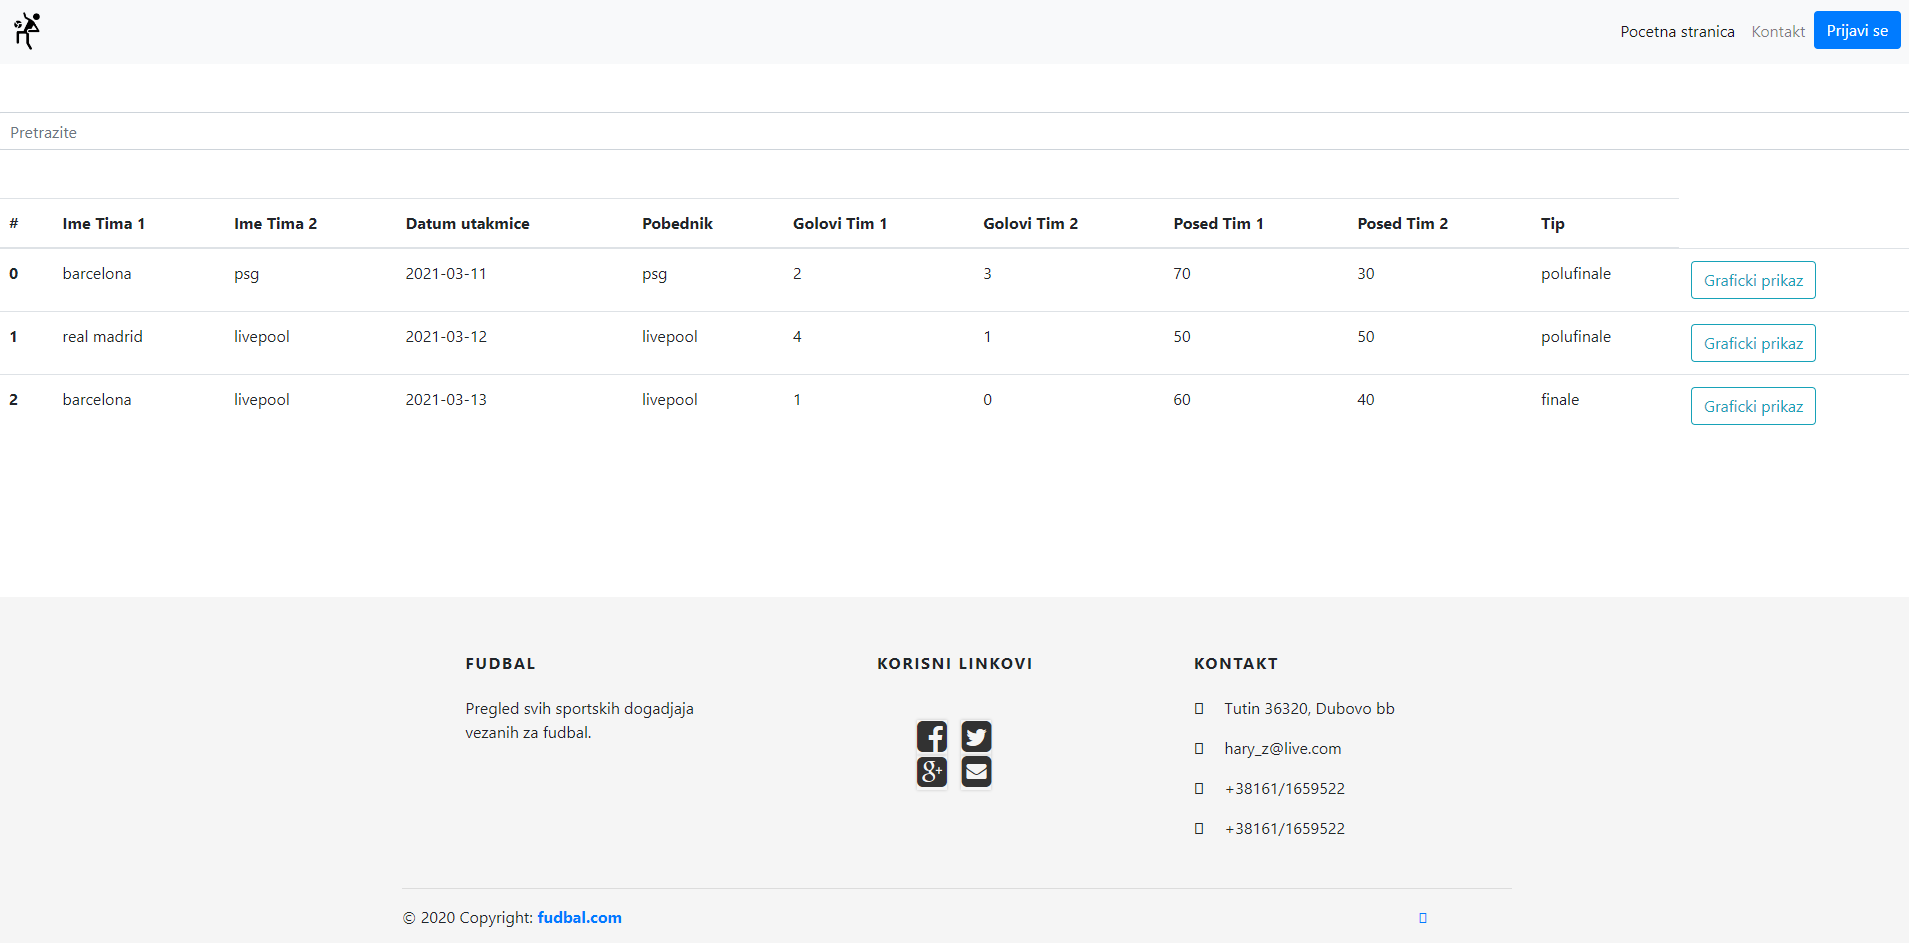 Pocetna stranica Kontakt Prijavi se
Pretrazite
# Ime Tima 1 Ime Tima 2 Datum utakmice Pobednik Golovi Tim 1 Golovi Tim 2 Posed Tim 1 Posed Tim 2 Tip
0 barcelona psg 2021-03-11 psg 2 3 70 30 polufinale Graficki prikaz
1 real madrid livepool 2021-03-12 livepool 4 1 50 50 polufinale Graficki prikaz
2 barcelona livepool 2021-03-13 livepool 1 0 60 40 finale Graficki prikaz
FUDBAL
Pregled svih sportskih dogadjaja
vezanih za fudbal.
KORISNI LINKOVI
KONTAKT
Tutin 36320, Dubovo bb
hary_z@live.com
+38161/1659522
+38161/1659522
© 2020 Copyright: fudbal.com